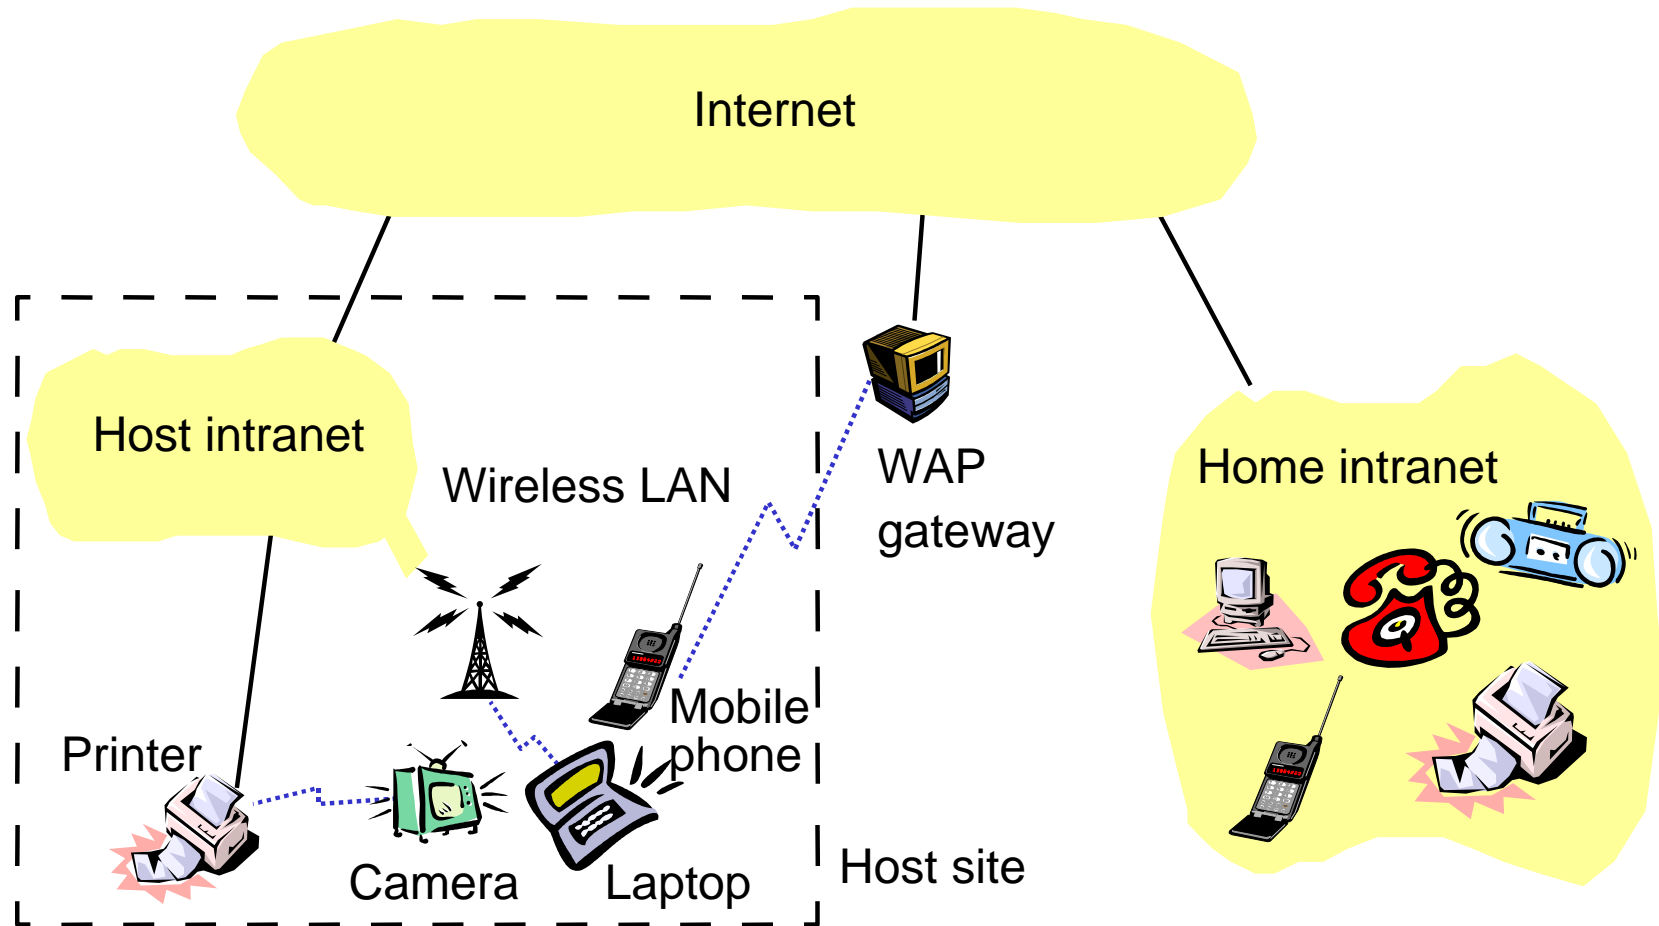 Internet
Host intranet
Wireless LAN
WAP
gateway
Home intranet
Mobile
phone
Printer
Camera
Laptop
Host site